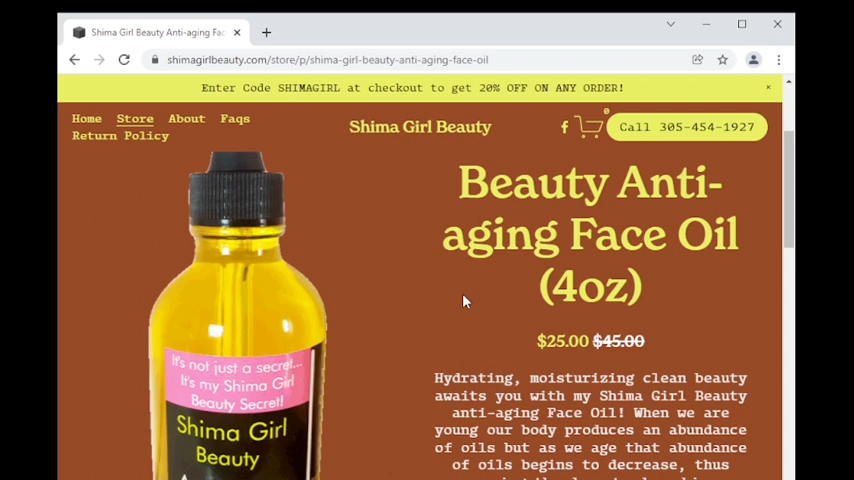 Shima Girl Beauty Anti-aging Fac
shimagirlbeauty.com/store/p/shima-girl-beauty-anti-aging-face-oil
Enter Code SHIMAGIRL at checkout to get 20% OFF ON ANY ORDER!
Home Store About Faqs
Return Policy
Shima Girl Beauty
0
Call 305-454-1927
It's not just a secret...
It's my Shima Girl
Beauty Secret!
Shima Girl
Beauty
Beauty Anti-
aging Face Oil
(4oz)
$25.00 $45.00
Hydrating, moisturizing clean beauty
awaits you with my Shima Girl Beauty
anti-aging Face Oil! When we are
young our body produces an abundance
of oils but as we age that abundance
of oils begins to decrease, thus